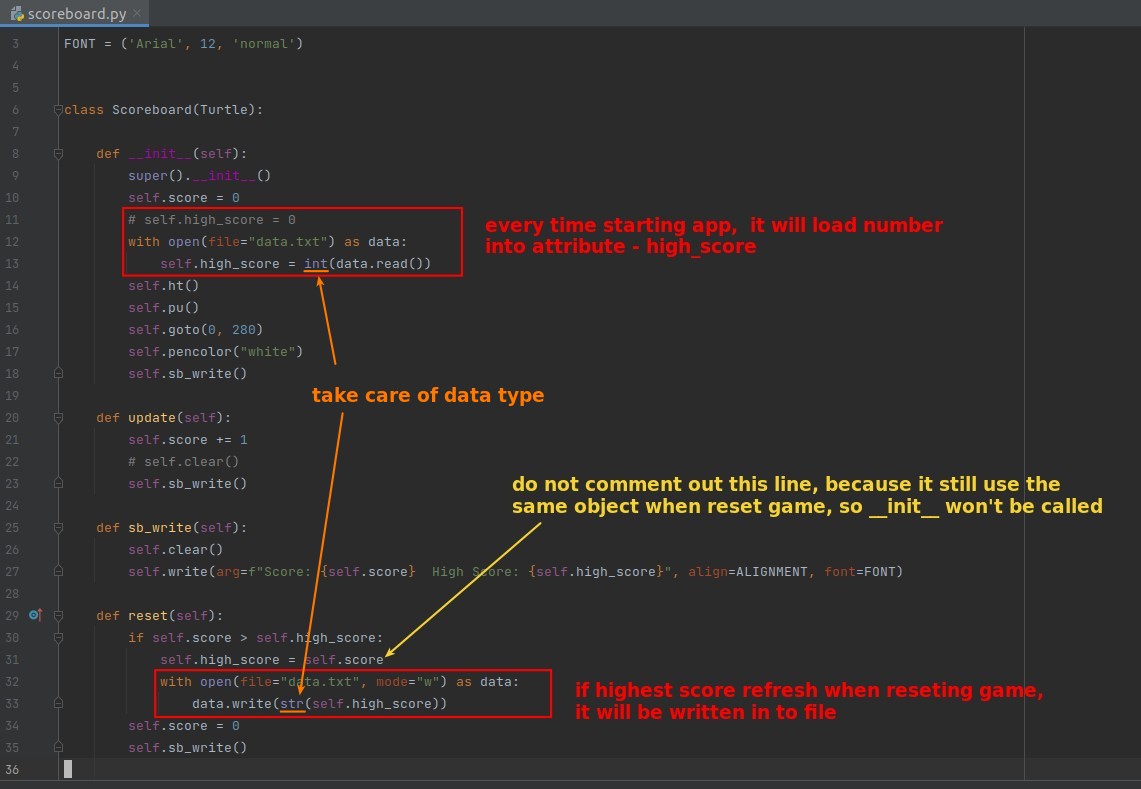 scoreboard.py
3 FONT = ('Arial', 12, 'normal')
4
5
6 class Scoreboard(Turtle):
7
8 def __init__(self):
9 super().__init__()
10 self.score = 0
11 # self.high_score = 0
every time starting app, it will load number
12 with open(file="data.txt") as data:
into attribute - high_score
13 self.high_score = int(data.read())
14 self.ht()
15 self.pu()
16 self.goto(0, 280)
17 self.pencolor("white")
18 self.sb_write()
take care of data type
19
20 def update(self):
21 self.score += 1
22 # self.clear()
23 self.sb_write()
do not comment out this line, because it still use the
same object when reset game, so __init__ won't be called
24
25 def sb_write(self):
26 self.clear()
27 self.write(arg=f"Score: {self.score}  High Score: {self.high_score}", align=ALIGNMENT, font=FONT)
28
29 def reset(self):
30 if self.score > self.high_score:
31 self.high_score = self.score
32 with open(file="data.txt", mode="w") as data:
if highest score refresh when reseting game,
33 data.write(str(self.high_score))
it will be written in to file
34 self.score = 0
35 self.sb_write()
36